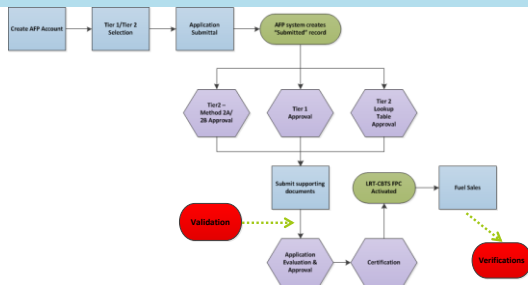 Create AFP Account
Tier 1/Tier 2
Selection
Application
Submittal
AFP system creates
"Submitted" record
Tier2 –
Method 2A/
2B Approval
Tier 1
Approval
Tier 2
Lookup
Table
Approval
Submit supporting
documents
LRT-CBTS FPC
Activated
Fuel Sales
Validation
Application
Evaluation &
Approval
Certification
Verifications